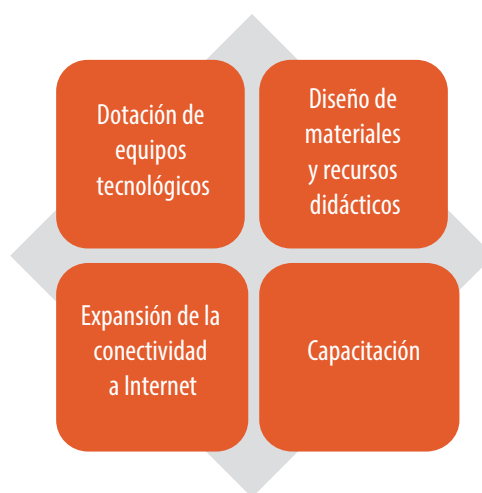 Dotación de
equipos
tecnológicos
Diseño de
materiales
y recursos
didácticos
Expansión de la
conectividad
a Internet
Capacitación